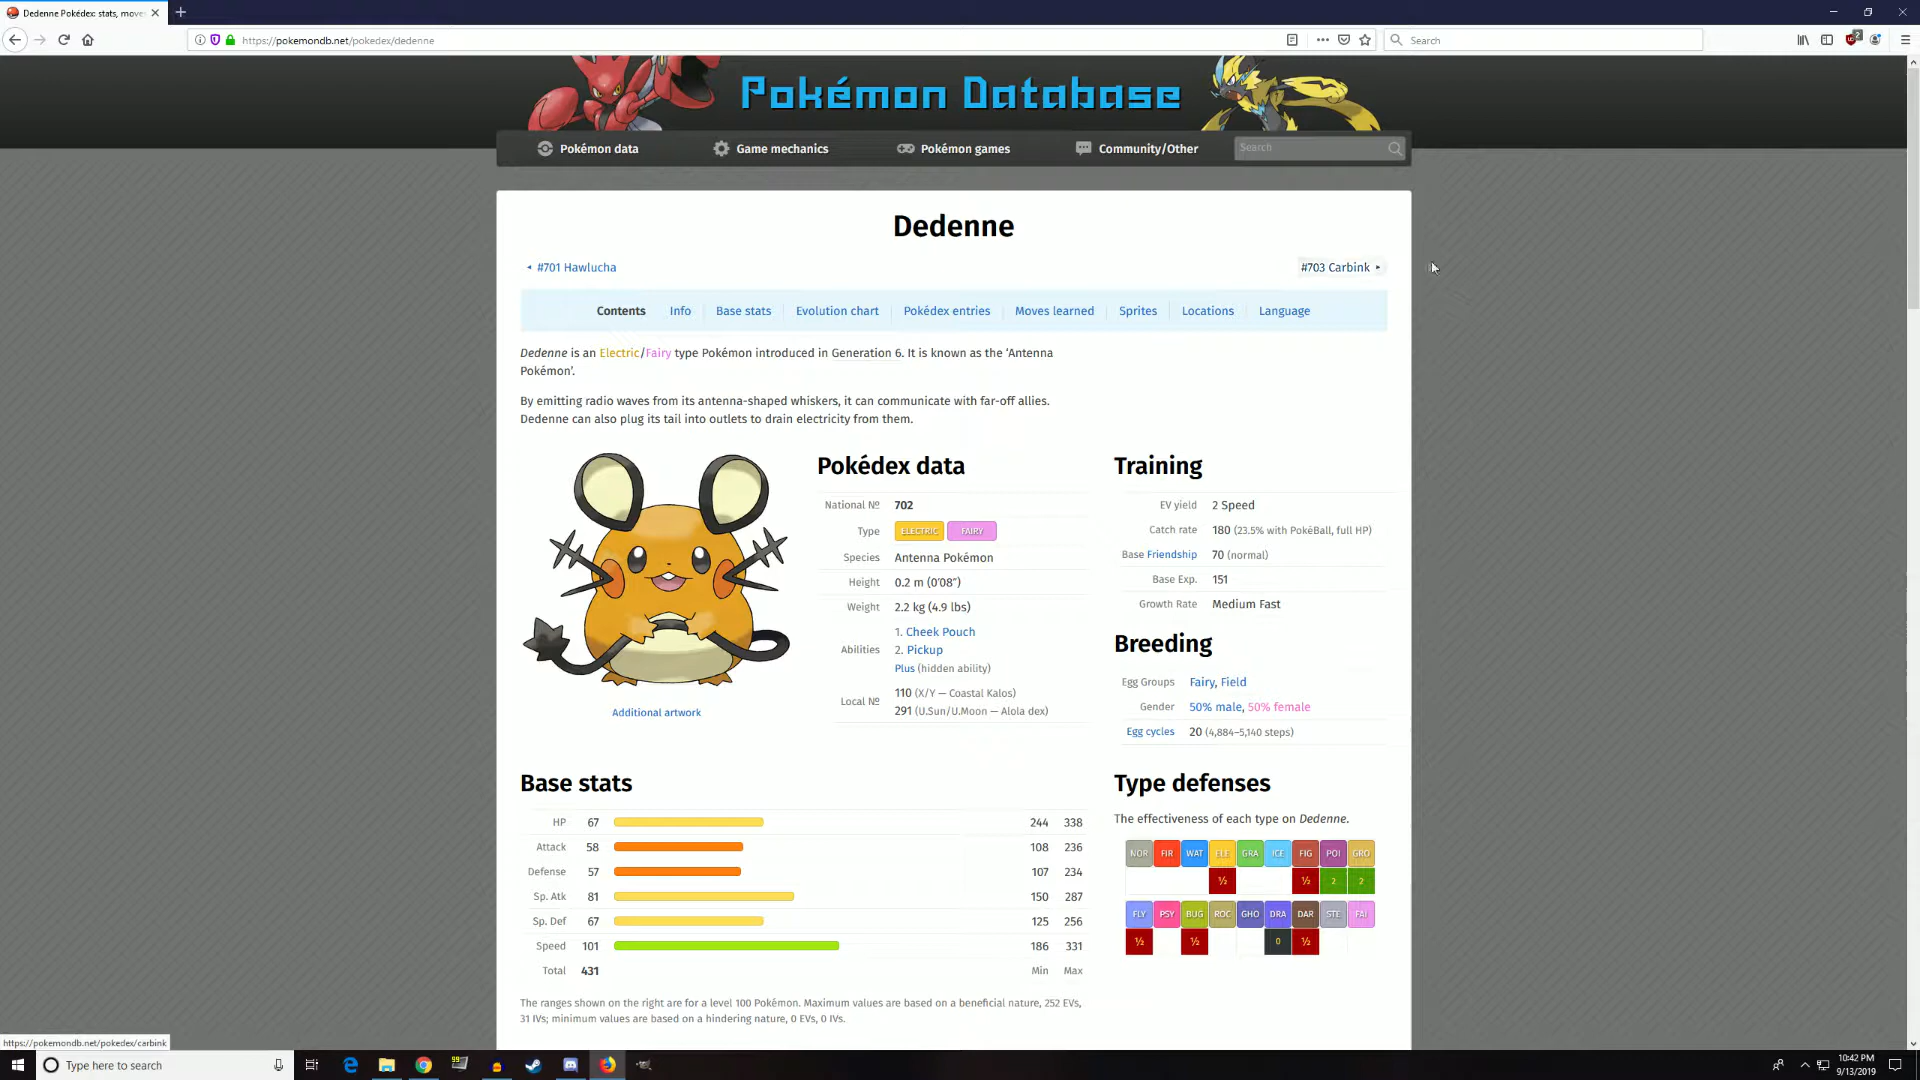 Dedenne Pokédex: stats, moves
https://pokemondb.net/pokedex/dedenne
Search
Pokémon Database
Pokémon data
Game mechanics
Pokémon games
Community/Other
Search
Dedenne
#701 Hawlucha
#703 Carbink
Contents Info Base stats Evolution chart Pokédex entries Moves learned Sprites Locations Language
Dedenne is an Electric/Fairy type Pokémon introduced in Generation 6. It is known as the ‘Antenna
Pokémon’.
By emitting radio waves from its antenna-shaped whiskers, it can communicate with far-off allies.
Dedenne can also plug its tail into outlets to drain electricity from them.
Additional artwork
Pokédex data
National № 702
Type ELECTRIC FAIRY
Species Antenna Pokémon
Height 0.2 m (0′08″)
Weight 2.2 kg (4.9 lbs)
Abilities
1. Cheek Pouch
2. Pickup
Plus (hidden ability)
Local №
110 (X/Y — Coastal Kalos)
291 (U.Sun/U.Moon — Alola dex)
Training
EV yield 2 Speed
Catch rate 180 (23.5% with PokéBall, full HP)
Base Friendship 70 (normal)
Base Exp. 151
Growth Rate Medium Fast
Breeding
Egg Groups Fairy, Field
Gender 50% male, 50% female
Egg cycles 20 (4,884–5,140 steps)
Base stats
HP 67 244 338
Attack 58 108 236
Defense 57 107 234
Sp. Atk 81 150 287
Sp. Def 67 125 256
Speed 101 186 331
Total 431 Min Max
The ranges shown on the right are for a level 100 Pokémon. Maximum values are based on a beneficial nature, 252 EVs,
31 IVs; minimum values are based on a hindering nature, 0 EVs, 0 IVs.
Type defenses
The effectiveness of each type on Dedenne.
NOR FIR WAT ELE GRA ICE FIG POI GRO
½ ½ 2 2
FLY PSY BUG ROC GHO DRA DAR STE FAI
½ ½ 0 ½
https://pokemondb.net/pokedex/carbink
Type here to search
99
10:42 PM
9/13/2019
2